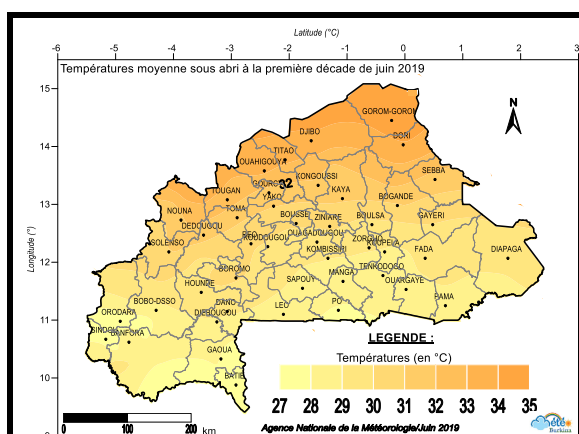 Latitude (°C)
-6 -5 -4 -3 -2 -1 0 1 2 3
Températures moyenne sous abri à la première décade de juin 2019
15
N
GOROM-GOROM
DJIBO
14
DORI
TITAO
OUAHIGOUYA
SEBBA
KONGOUSSI
GOURCY
32
TOUGAN
KAYA
YAKO
BOGANDE
13
NOUNA
TOMA
BOUSSE
ZINIARE
BOULSA
GAYERI
DEDOUGOU
REO
KOUDOUGOU
OUAGADOUGOU
ZORGHO
KOUPELA
SOLENSO
KOMBISSIRI
FADA
DIAPAGA
Longitude (°)
12
BOROMO
TENKODOGO
SAPOUY
MANGA
OUARGAYE
HOUNDE
DANO
LEO
PO
PAMA
BOBO-DSSO
ORODARA
DIEBOUGOU
11
SINDOU
BANFORA
LEGENDE :
GAOUA
Températures (en °C)
BATIE
10
27 28 29 30 31 32 33 34 35
0 100 200 km
Agence Nationale de la Météorologie/Juin 2019
météo
Burkina
9